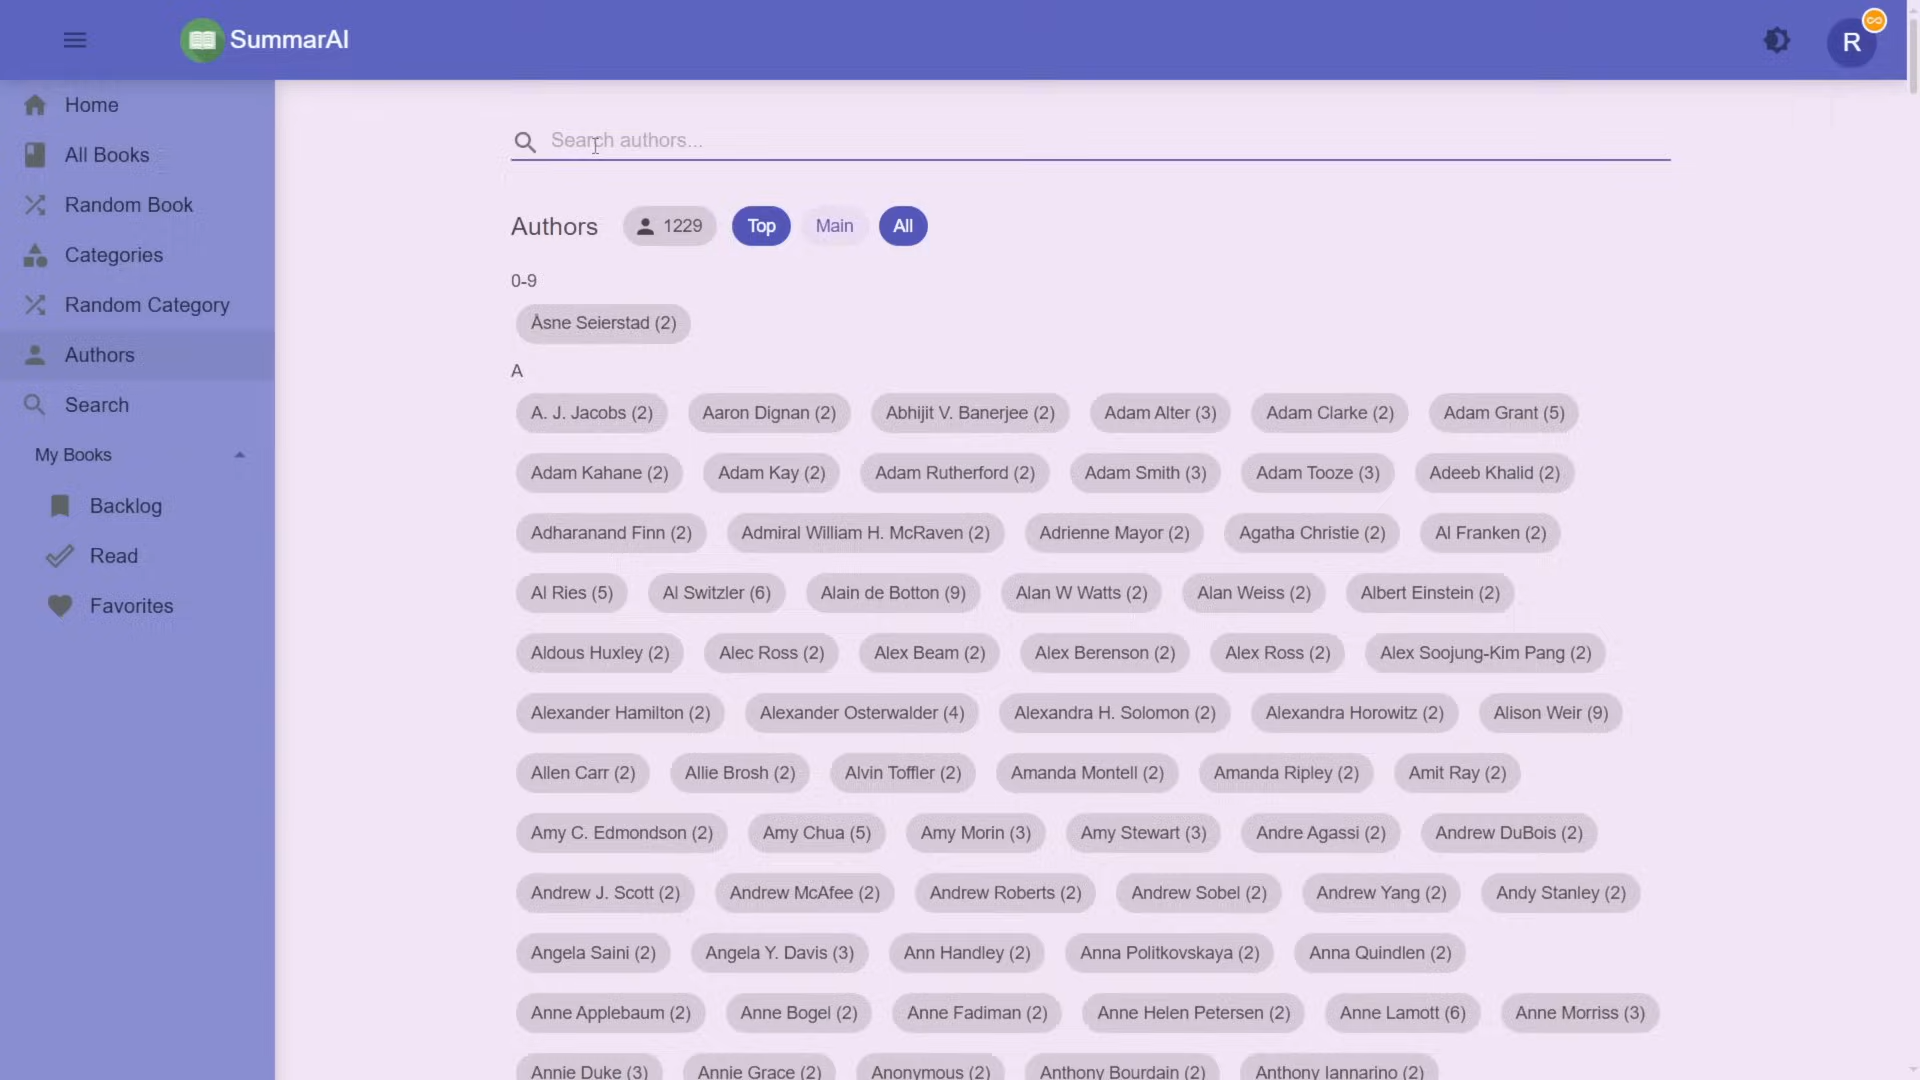 SummarAI
R
Home
All Books
Random Book
Categories
Random Category
Authors
Search
My Books
Backlog
Read
Favorites
Search authors...
Authors 1229 Top Main All
0-9
Åsne Seierstad (2)
A
A. J. Jacobs (2) Aaron Dignan (2) Abhijit V. Banerjee (2) Adam Alter (3) Adam Clarke (2) Adam Grant (5)
Adam Kahane (2) Adam Kay (2) Adam Rutherford (2) Adam Smith (3) Adam Tooze (3) Adeeb Khalid (2)
Adharanand Finn (2) Admiral William H. McRaven (2) Adrienne Mayor (2) Agatha Christie (2) Al Franken (2)
Al Ries (5) Al Switzler (6) Alain de Botton (9) Alan W Watts (2) Alan Weiss (2) Albert Einstein (2)
Aldous Huxley (2) Alec Ross (2) Alex Beam (2) Alex Berenson (2) Alex Ross (2) Alex Soojung-Kim Pang (2)
Alexander Hamilton (2) Alexander Osterwalder (4) Alexandra H. Solomon (2) Alexandra Horowitz (2) Alison Weir (9)
Allen Carr (2) Allie Brosh (2) Alvin Toffler (2) Amanda Montell (2) Amanda Ripley (2) Amit Ray (2)
Amy C. Edmondson (2) Amy Chua (5) Amy Morin (3) Amy Stewart (3) Andre Agassi (2) Andrew DuBois (2)
Andrew J. Scott (2) Andrew McAfee (2) Andrew Roberts (2) Andrew Sobel (2) Andrew Yang (2) Andy Stanley (2)
Angela Saini (2) Angela Y. Davis (3) Ann Handley (2) Anna Politkovskaya (2) Anna Quindlen (2)
Anne Applebaum (2) Anne Bogel (2) Anne Fadiman (2) Anne Helen Petersen (2) Anne Lamott (6) Anne Morriss (3)
Annie Duke (3) Annie Grace (2) Anonymous (2) Anthony Bourdain (2) Anthony Iannarino (2)